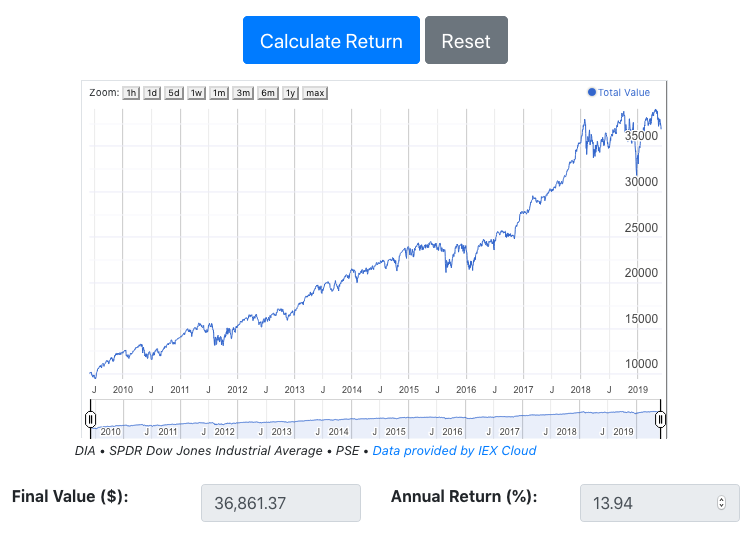 Calculate Return Reset
Zoom: 1h 1d 5d 1w 1m 3m 6m 1y max Total Value
35000
30000
25000
20000
15000
10000
J 2010 J 2011 J 2012 J 2013 J 2014 J 2015 J 2016 J 2017 J 2018 J 2019
2010 J 2011 J 2012 J 2013 J 2014 J 2015 J 2016 J 2017 J 2018 J 2019
DIA • SPDR Dow Jones Industrial Average • PSE • Data provided by IEX Cloud
Final Value ($): 36,861.37 Annual Return (%): 13.94